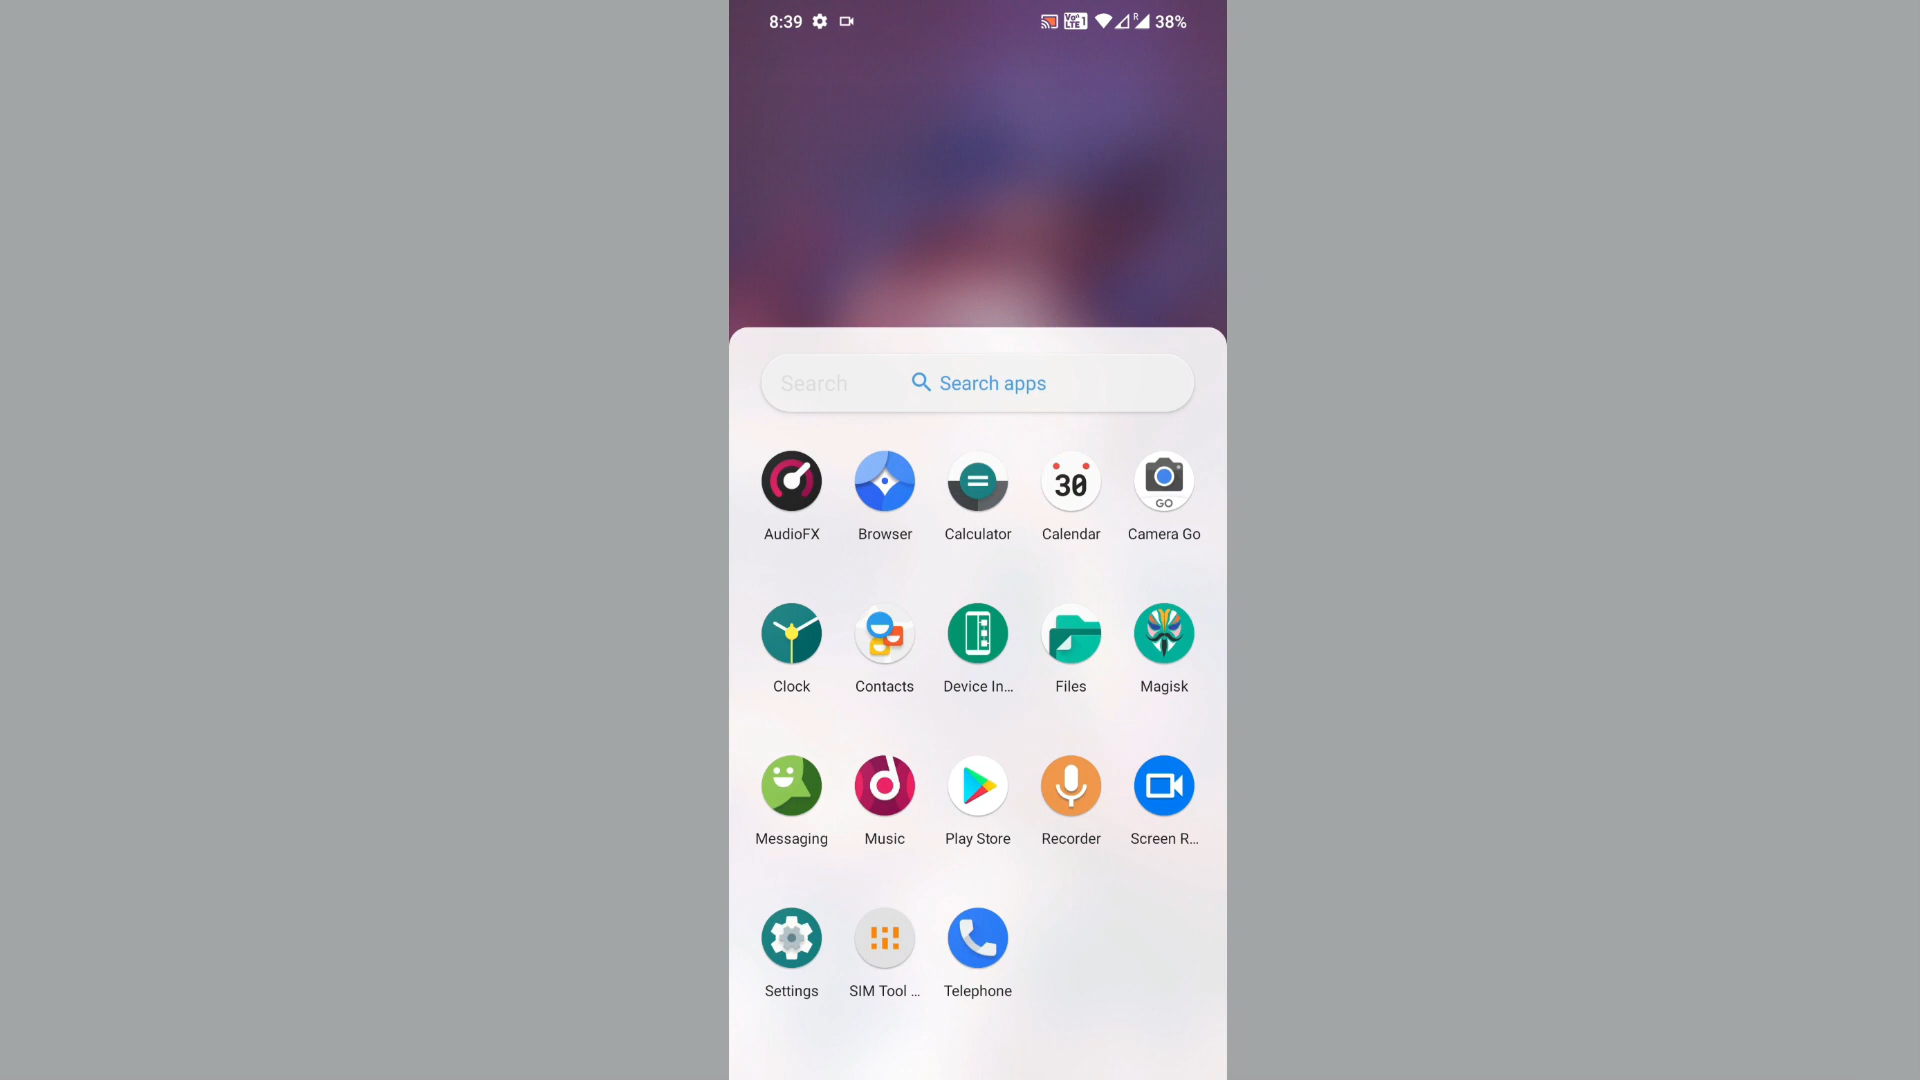 8:39 VoLTE1 R 38%
Search Search apps
30 GO
AudioFX Browser Calculator Calendar Camera Go
Clock Contacts Device In... Files Magisk
Messaging Music Play Store Recorder Screen R...
Settings SIM Tool ... Telephone